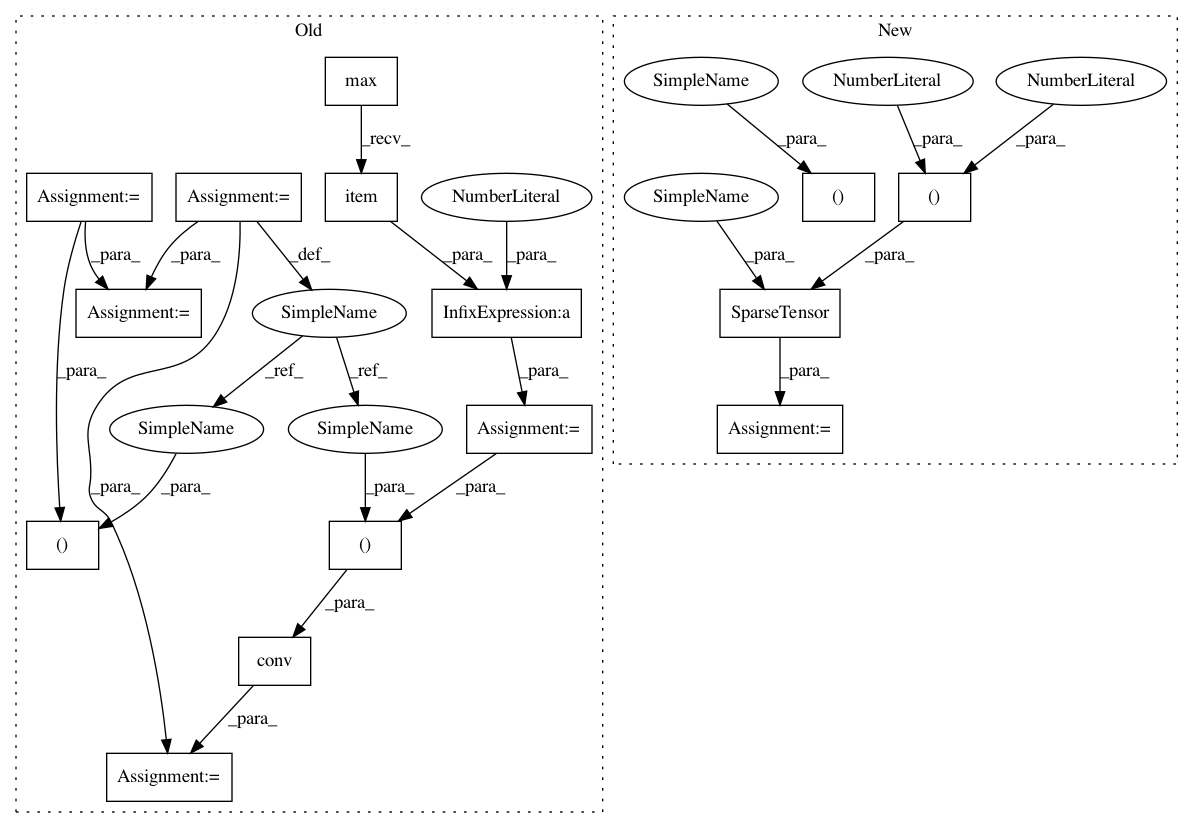 Old
New
max
SimpleName
NumberLiteral
NumberLiteral
_recv_
_para_
_para_
_para_
Assignment:=
Assignment:=
item
NumberLiteral
SimpleName
()
()
_para_
_para_
_def_
_para_
_para_
_para_
_para_
Assignment:=
SimpleName
InfixExpression:a
SparseTensor
_para_
_ref_
_ref_
_para_
_para_
SimpleName
SimpleName
Assignment:=
Assignment:=
_para_
_para_
_para_
_para_
()
()
_para_
conv
_para_
Assignment:=